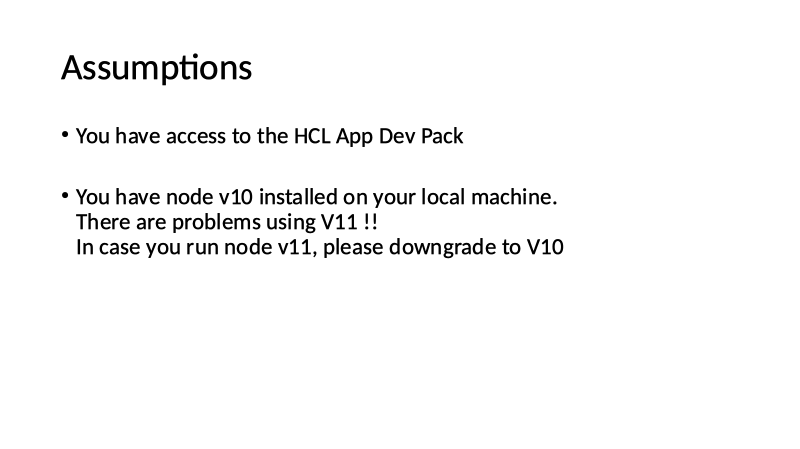 Assumptions
• You have access to the HCL App Dev Pack
• You have node v10 installed on your local machine.
There are problems using V11 !!
In case you run node v11, please downgrade to V10